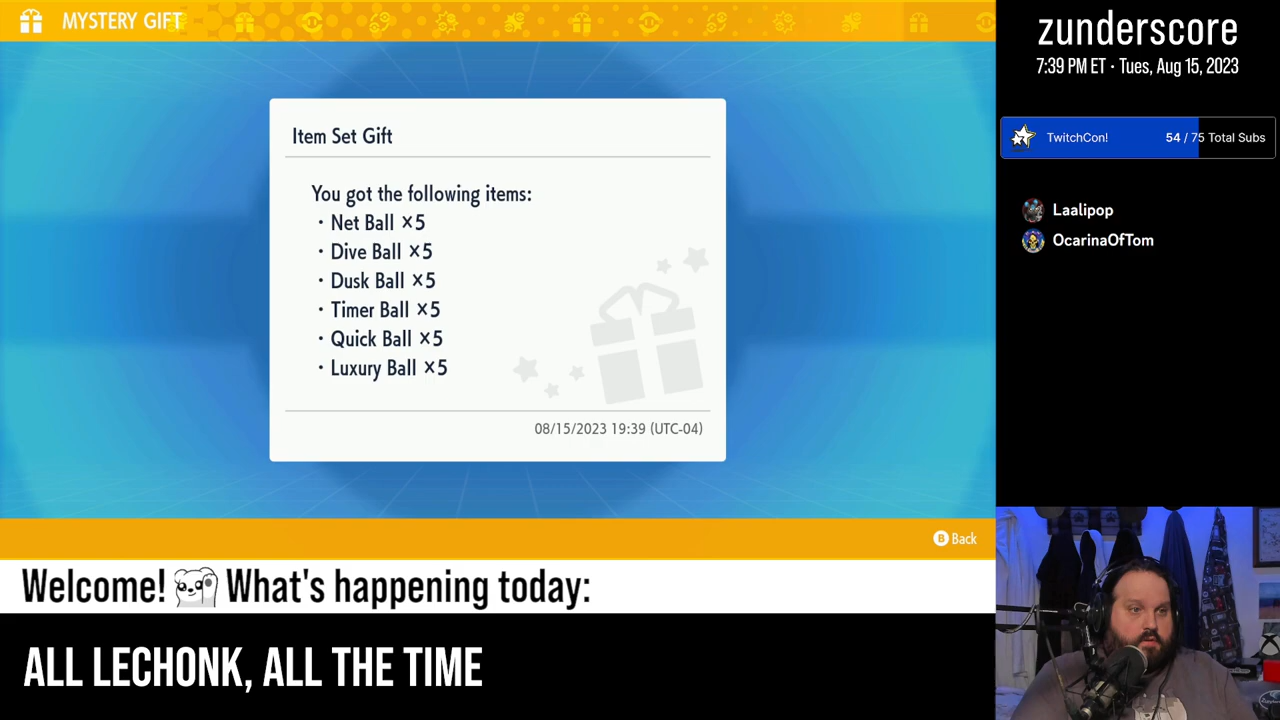 MYSTERY GIFT
Item Set Gift
You got the following items:
・Net Ball ×5
・Dive Ball ×5
・Dusk Ball ×5
・Timer Ball ×5
・Quick Ball ×5
・Luxury Ball ×5
08/15/2023 19:39 (UTC-04)
B Back
Welcome! What's happening today:
ALL LECHONK, ALL THE TIME
zunderscore
7:39 PM ET · Tues, Aug 15, 2023
TwitchCon! 54 / 75 Total Subs
Laalipop
OcarinaOfTom